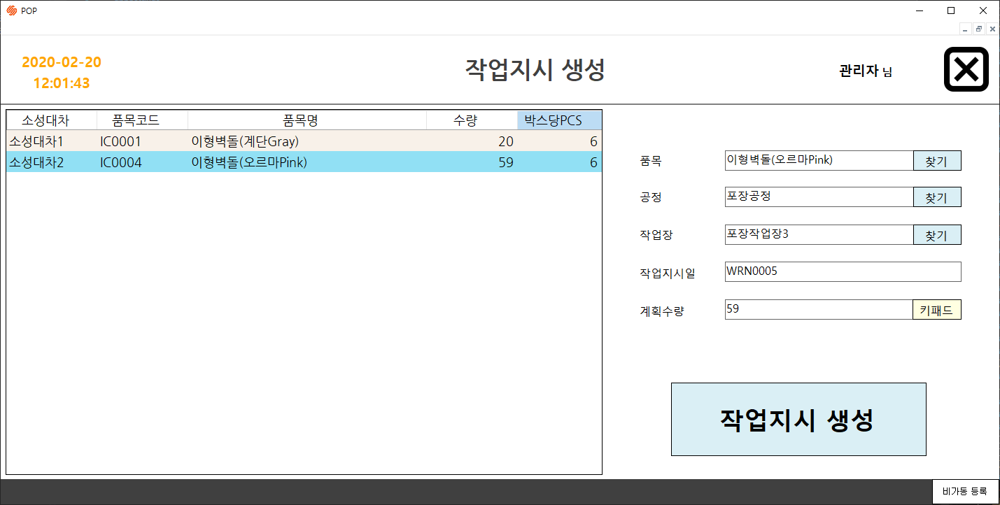 POP
2020-02-20
12:01:43
작업지시 생성
관리자 님
소성대차 품목코드 품목명 수량 박스당PCS
소성대차1 IC0001 이형벽돌(계단Gray) 20 6
소성대차2 IC0004 이형벽돌(오르마Pink) 59 6
품목 이형벽돌(오르마Pink) 찾기
공정 포장공정 찾기
작업장 포장작업장3 찾기
작업지시일 WRN0005
계획수량 59 키패드
작업지시 생성
비가동 등록